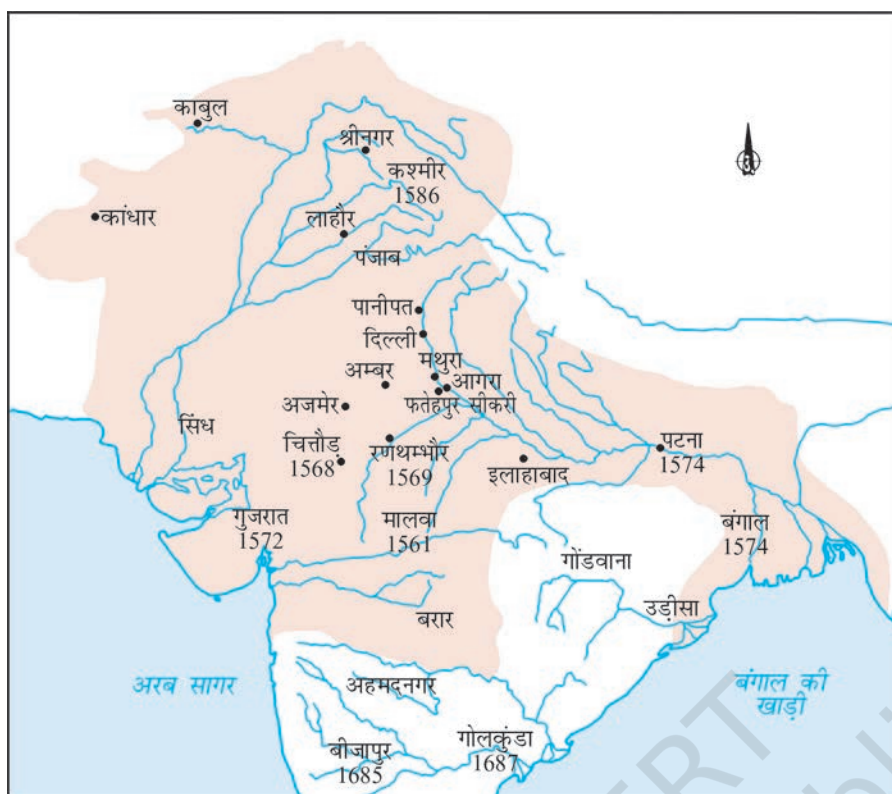 काबुल
श्रीनगर
कश्मीर
1586
कांधार
लाहौर
पंजाब
पानीपत
दिल्ली
मथुरा
आगरा
अम्बर
फतेहपुर सीकरी
अजमेर
सिंध
चित्तौड़
1568
रणथम्भौर
1569
इलाहाबाद
पटना
1574
गुजरात
1572
मालवा
1561
बंगाल
1574
गोंडवाना
बरार
उड़ीसा
अरब सागर
अहमदनगर
बंगाल की
खाड़ी
बीजापुर
1685
गोलकुंडा
1687